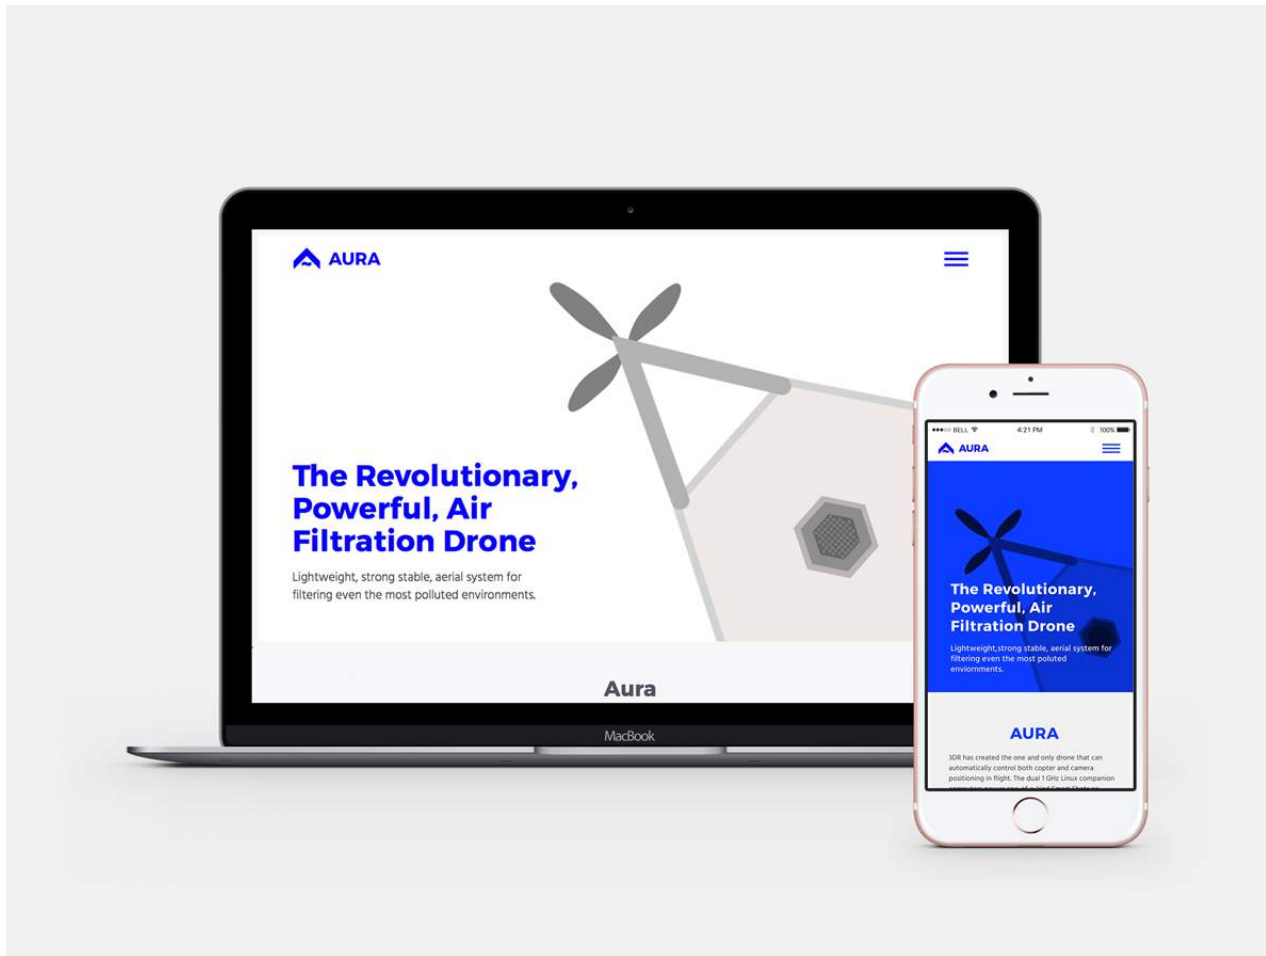 AURA
The Revolutionary,
Powerful, Air
Filtration Drone
Lightweight, strong stable, aerial system for
filtering even the most polluted environments.
Aura
MacBook
BELL
4:21 PM
100%
AURA
The Revolutionary,
Powerful, Air
Filtration Drone
Lightweight,strong stable, aerial system for
filtering even the most poluted
enviornments.
AURA
3DR has created the one and only drone that can
automatically control both copter and camera
positioning in flight. The dual 1 GHz Linux companion